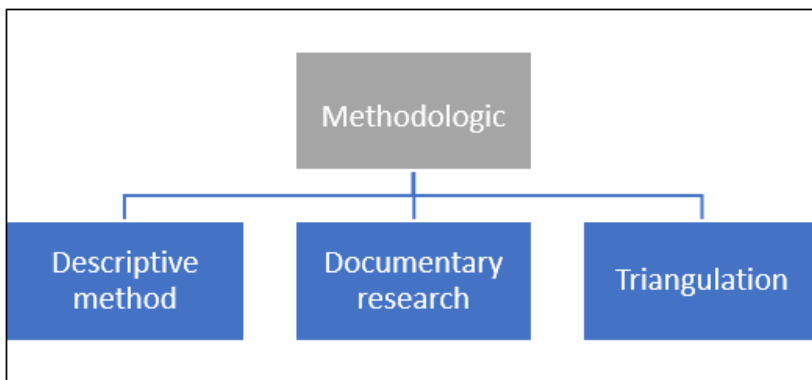 Methodologic
Descriptive
method
Documentary
research
Triangulation